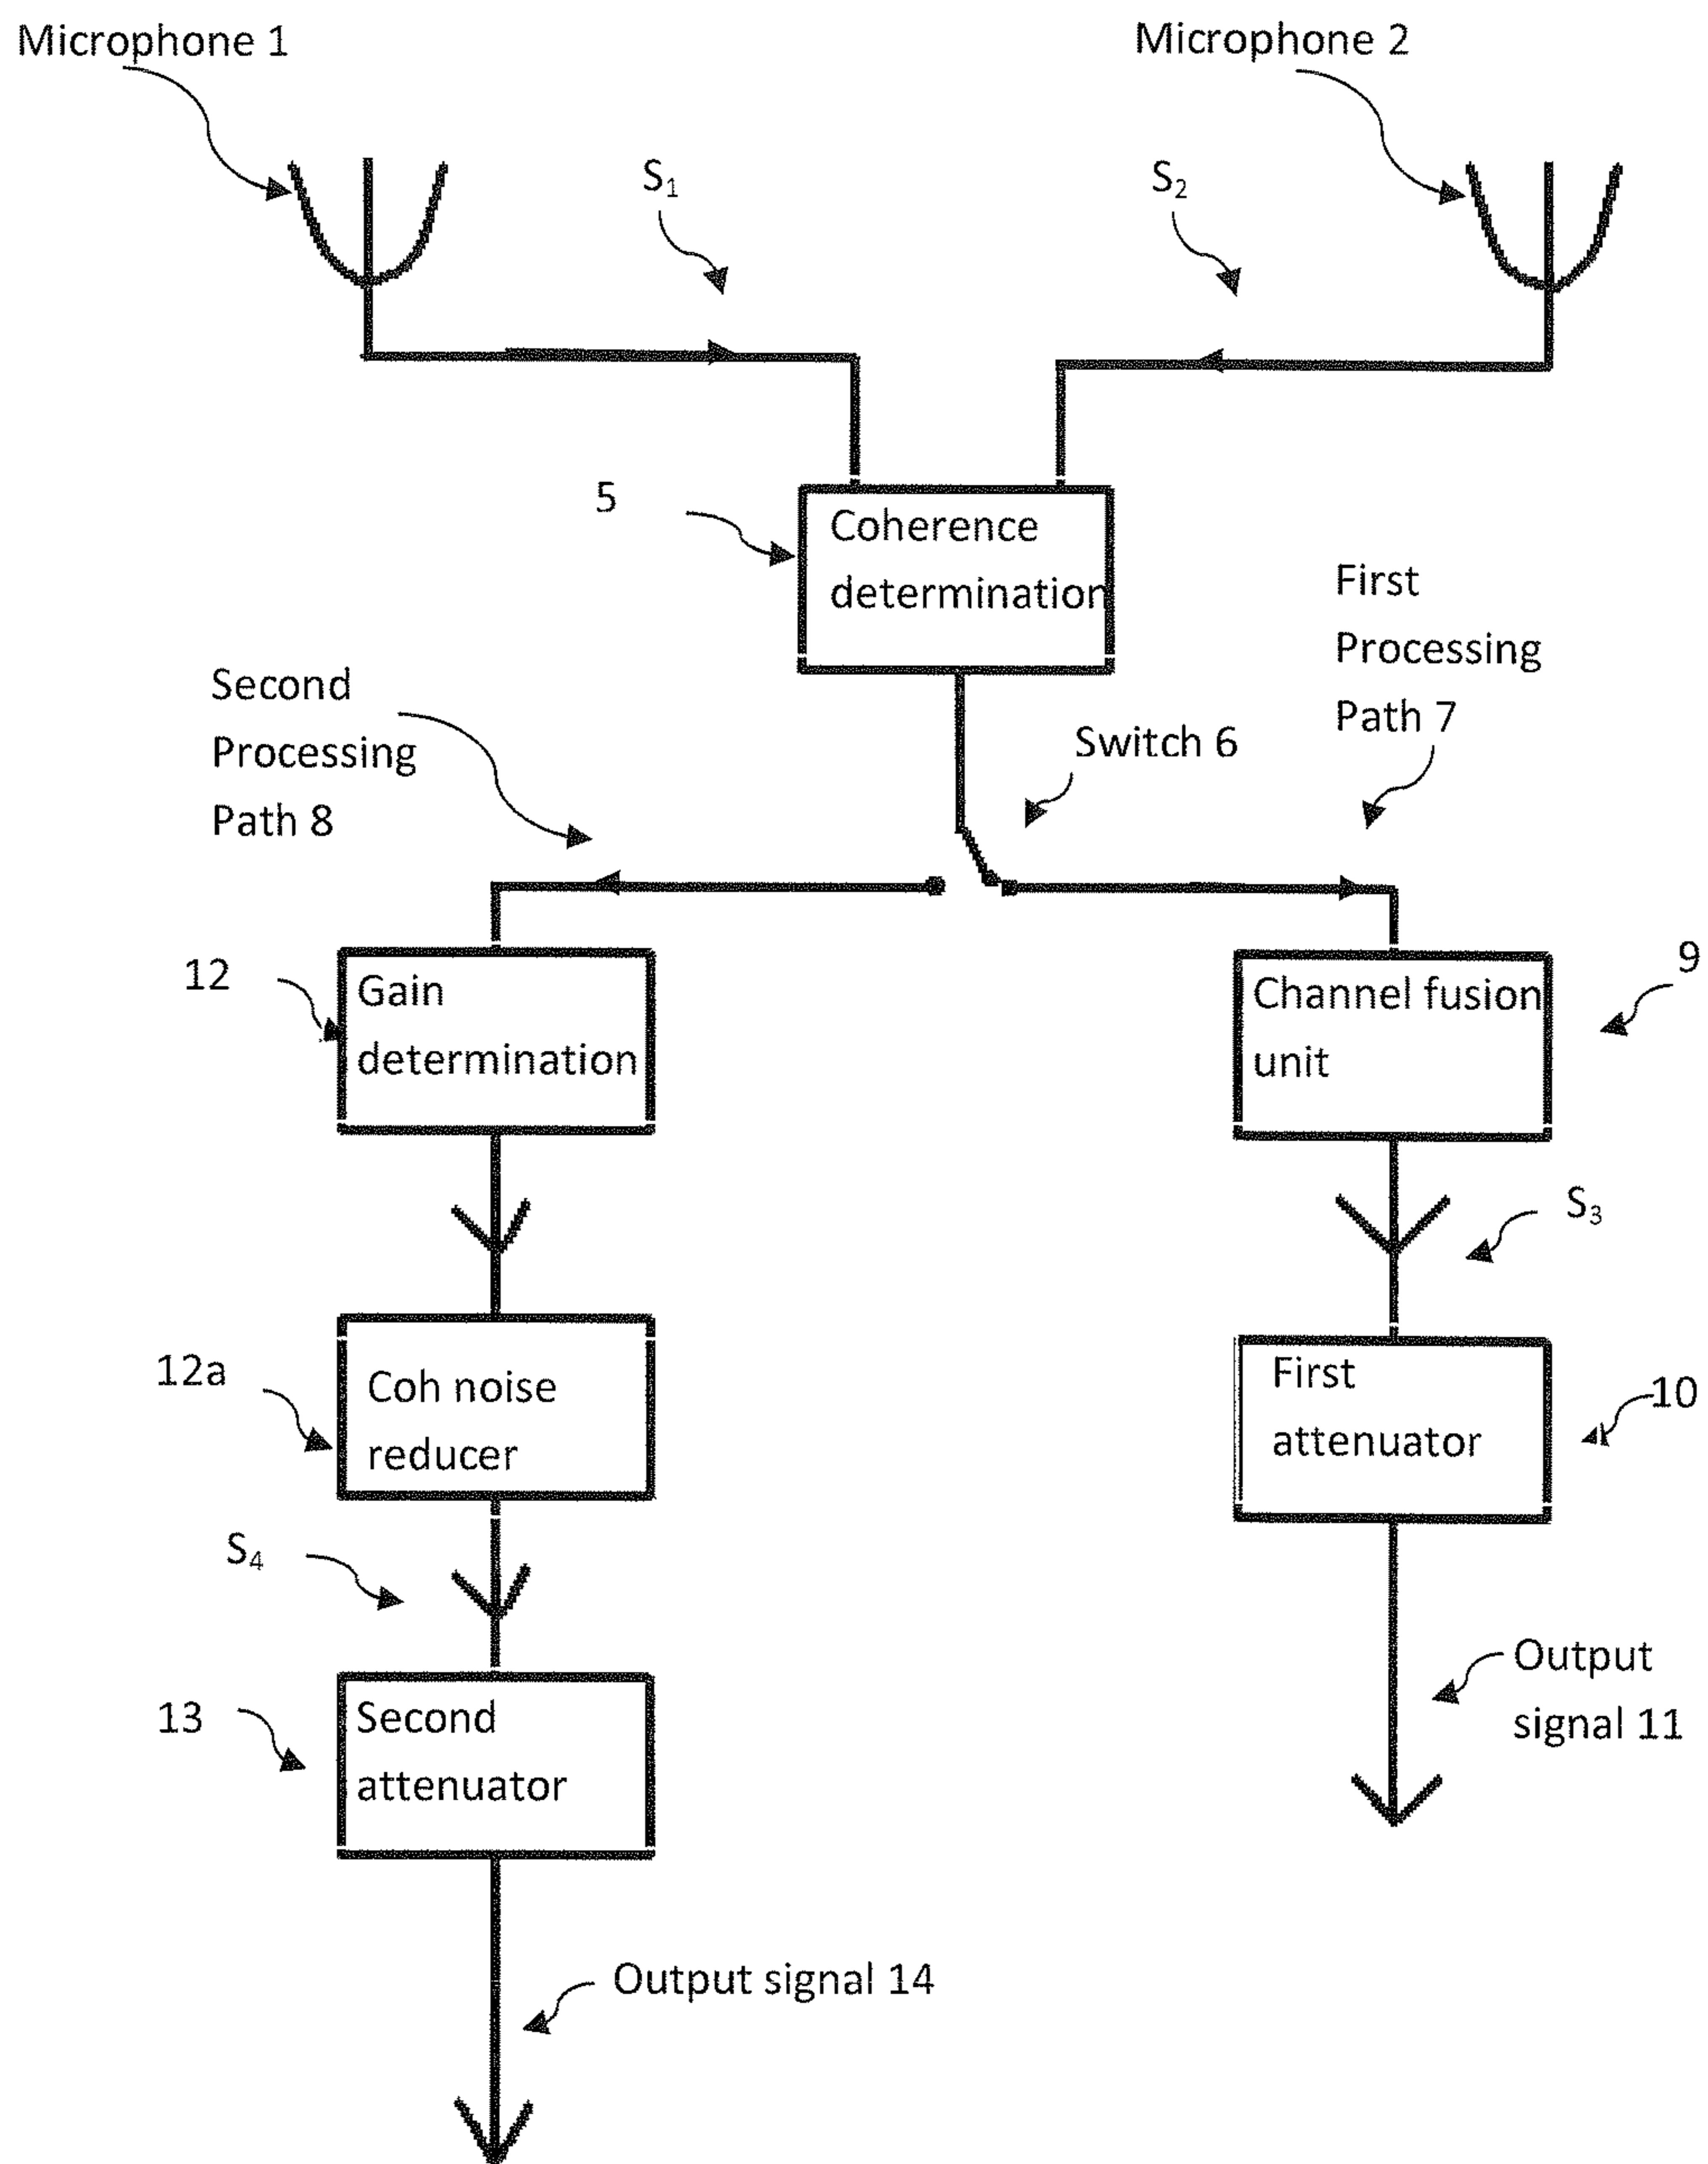 Microphone 1
Microphone 2
S₁
S₂
5
Coherence
determination
First
Processing
Path 7
Second
Processing
Path 8
Switch 6
12
Gain
determination
Channel fusion
unit
9
S₃
12a
Coh noise
reducer
First
attenuator
10
S₄
13
Second
attenuator
Output
signal 11
Output signal 14